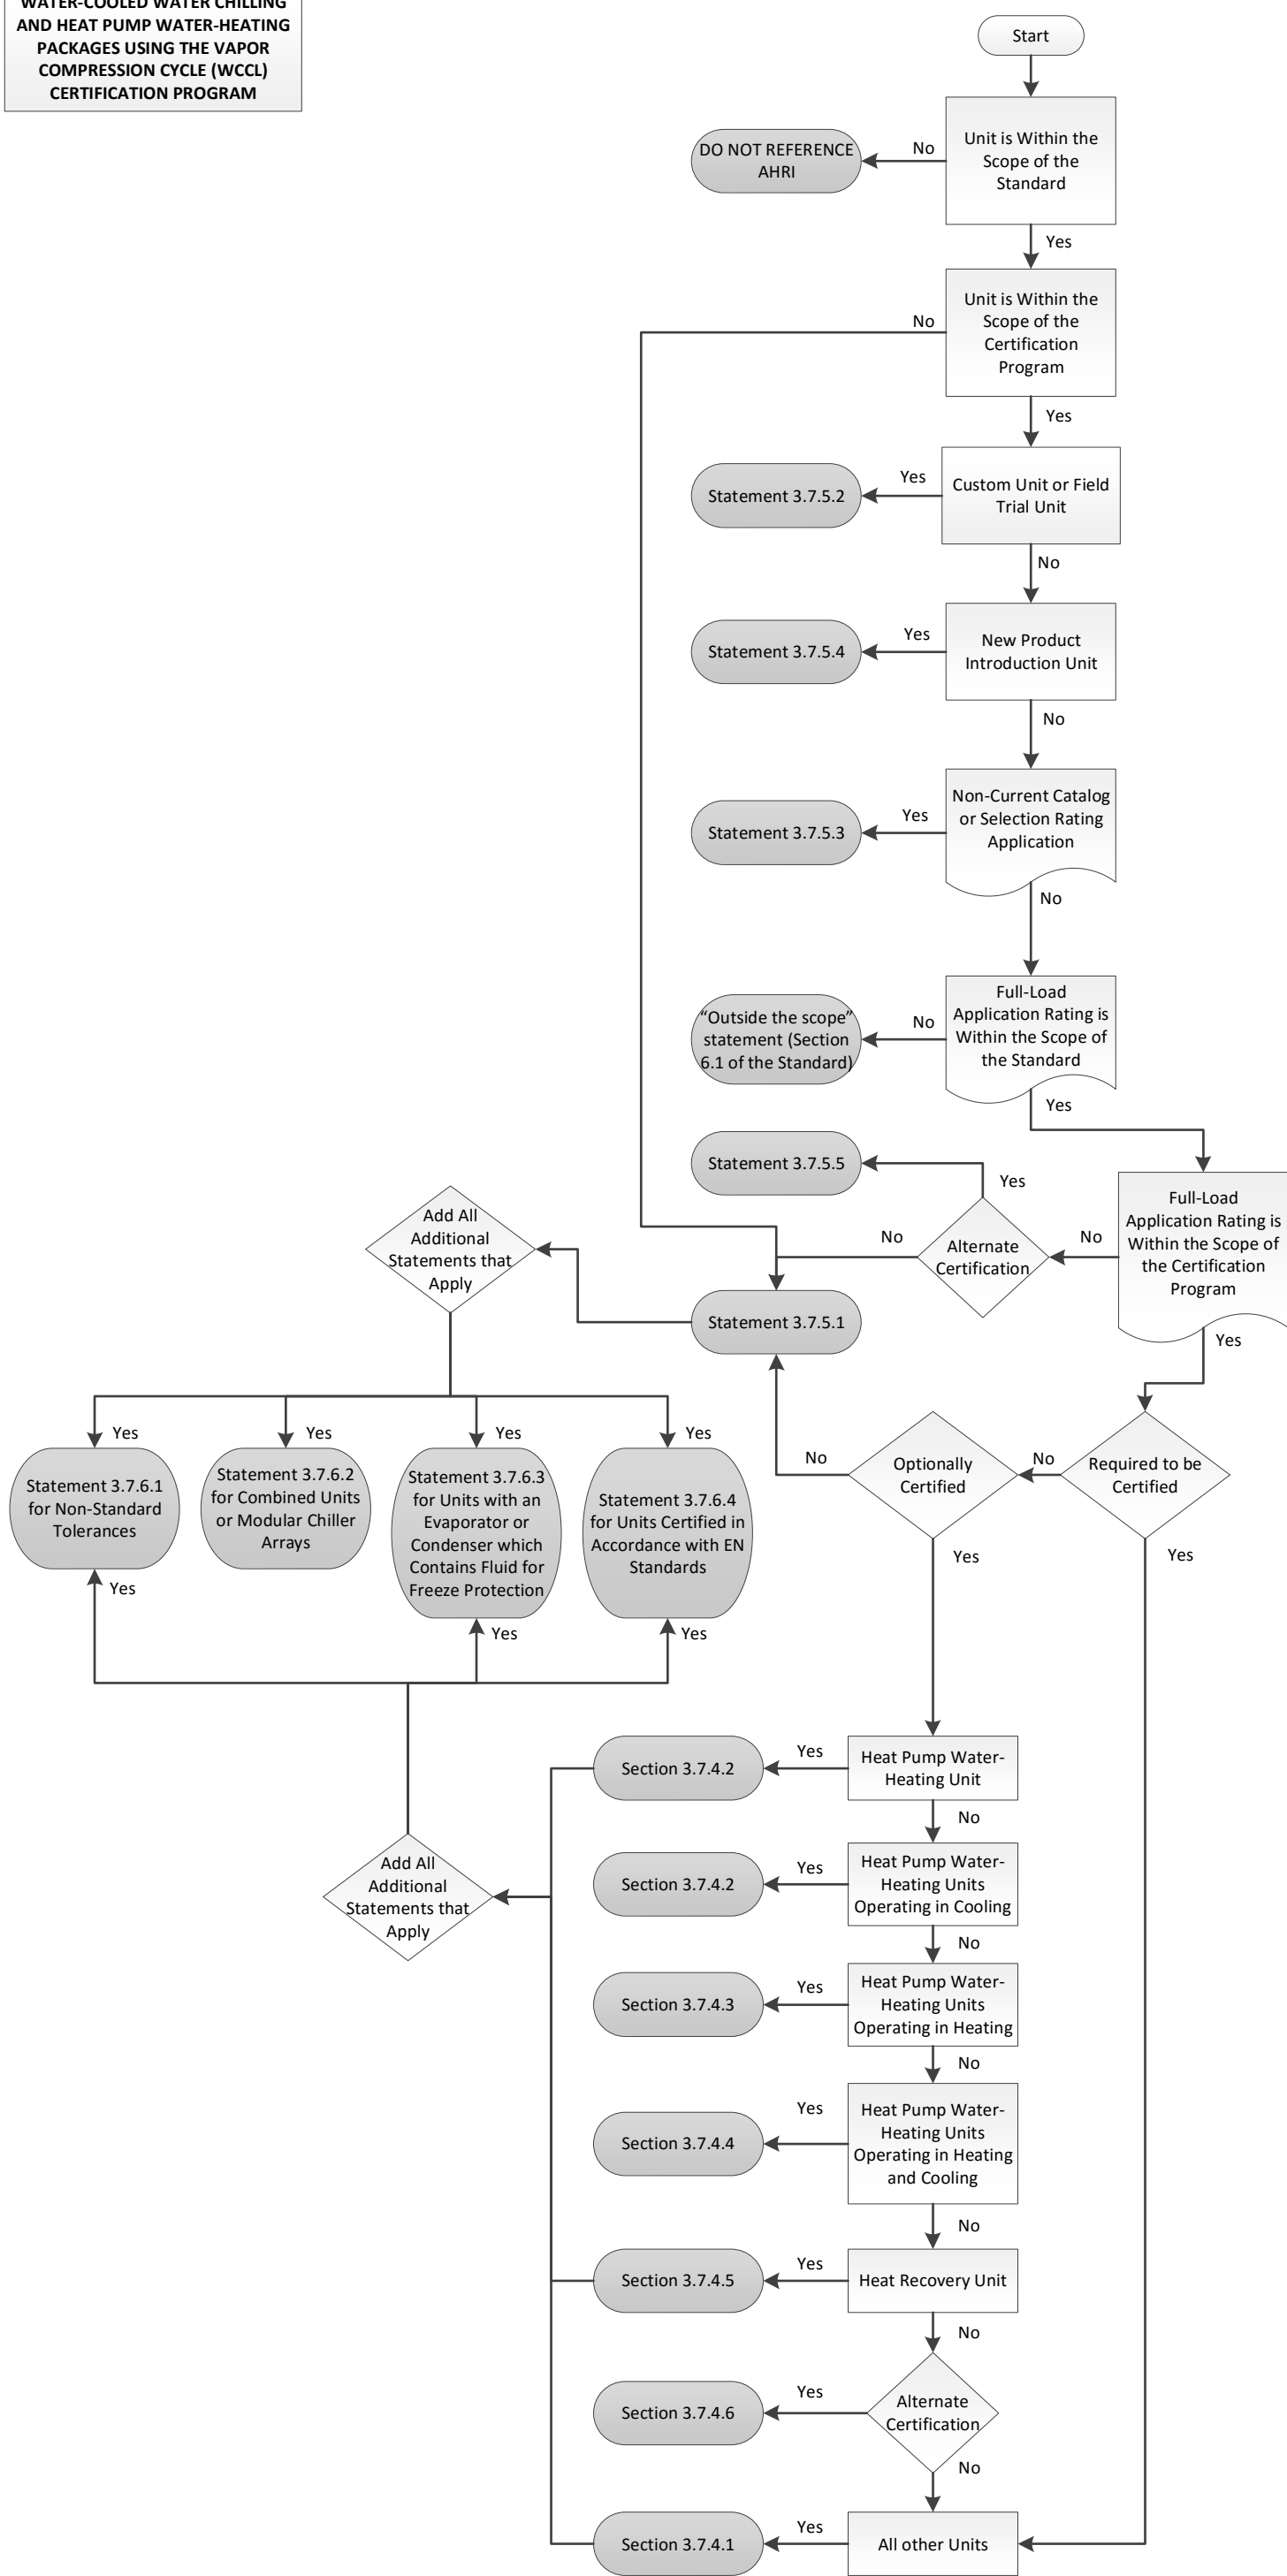 WATER-COOLED WATER CHILLING
AND HEAT PUMP WATER-HEATING
PACKAGES USING THE VAPOR
COMPRESSION CYCLE (WCCL)
CERTIFICATION PROGRAM
Start
Unit is Within the
Scope of the
Standard
No
DO NOT REFERENCE
AHRI
Yes
Unit is Within the
Scope of the
Certification
Program
No
Yes
Custom Unit or Field
Trial Unit
Yes
Statement 3.7.5.2
No
New Product
Introduction Unit
Yes
Statement 3.7.5.4
No
Non-Current Catalog
or Selection Rating
Application
Yes
Statement 3.7.5.3
No
Full-Load
Application Rating is
Within the Scope of
the Standard
No
“Outside the scope”
statement (Section
6.1 of the Standard)
Yes
Full-Load
Application Rating is
Within the Scope of
the Certification
Program
No
Alternate
Certification
Yes
Statement 3.7.5.5
No
Statement 3.7.5.1
Add All
Additional
Statements that
Apply
Yes
Required to be
Certified
No
Optionally
Certified
No
Yes
Yes
Yes
Statement 3.7.6.1
for Non-Standard
Tolerances
Yes
Statement 3.7.6.2
for Combined Units
or Modular Chiller
Arrays
Yes
Statement 3.7.6.3
for Units with an
Evaporator or
Condenser which
Contains Fluid for
Freeze Protection
Yes
Statement 3.7.6.4
for Units Certified in
Accordance with EN
Standards
Yes
Yes
Yes
Add All
Additional
Statements that
Apply
Heat Pump Water-
Heating Unit
Yes
Section 3.7.4.2
No
Heat Pump Water-
Heating Units
Operating in Cooling
Yes
Section 3.7.4.2
No
Heat Pump Water-
Heating Units
Operating in Heating
Yes
Section 3.7.4.3
No
Heat Pump Water-
Heating Units
Operating in Heating
and Cooling
Yes
Section 3.7.4.4
No
Heat Recovery Unit
Yes
Section 3.7.4.5
No
Alternate
Certification
Yes
Section 3.7.4.6
No
All other Units
Yes
Section 3.7.4.1